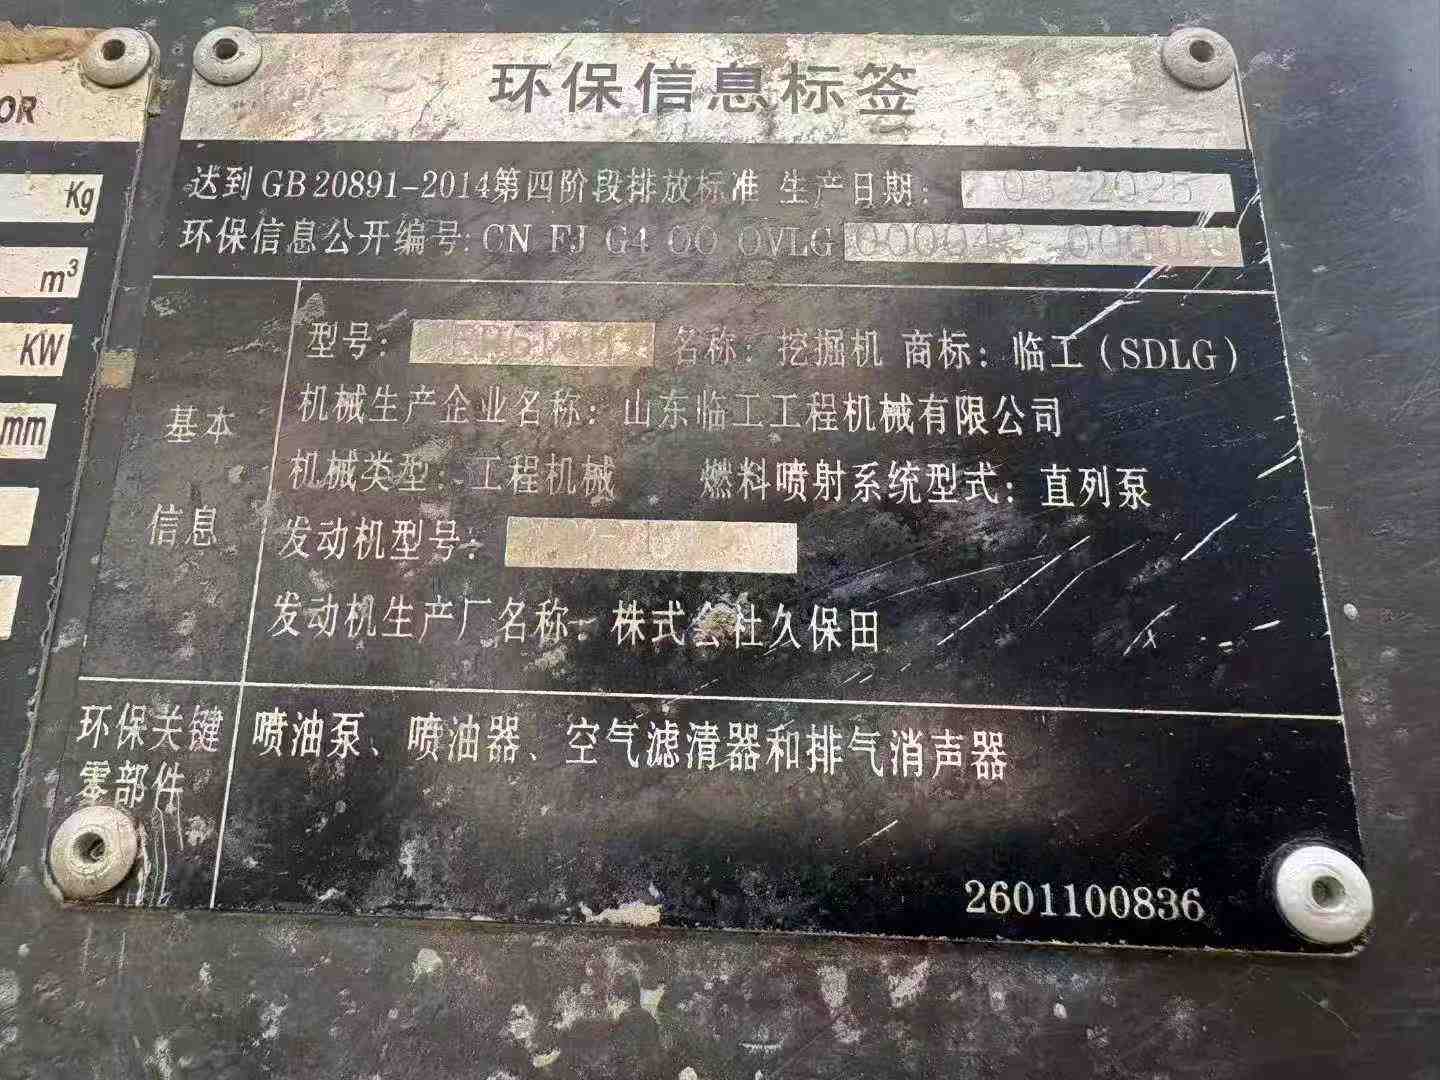 OR
Kg
m³
KW
mm
环保信息标签
达到GB 20891-2014第四阶段排放标准 生产日期: 2025
环保信息公开编号: CN FJ G4 00 0VLG
型号: 名称: 挖掘机 商标: 临工(SDLG)
机械生产企业名称: 山东临工工程机械有限公司
机械类型: 工程机械 燃料喷射系统型式: 直列泵
发动机型号:
发动机生产厂名称: 株式会社久保田
基本
信息
环保关键
零部件
喷油泵、喷油器、空气滤清器和排气消声器
2601100836